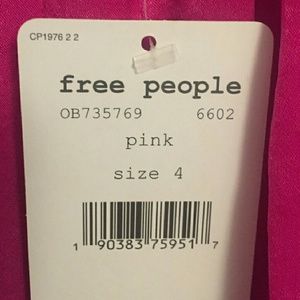 CP1976 2 2
free people
OB735769 6602
pink
size 4
1 90383 75951 7